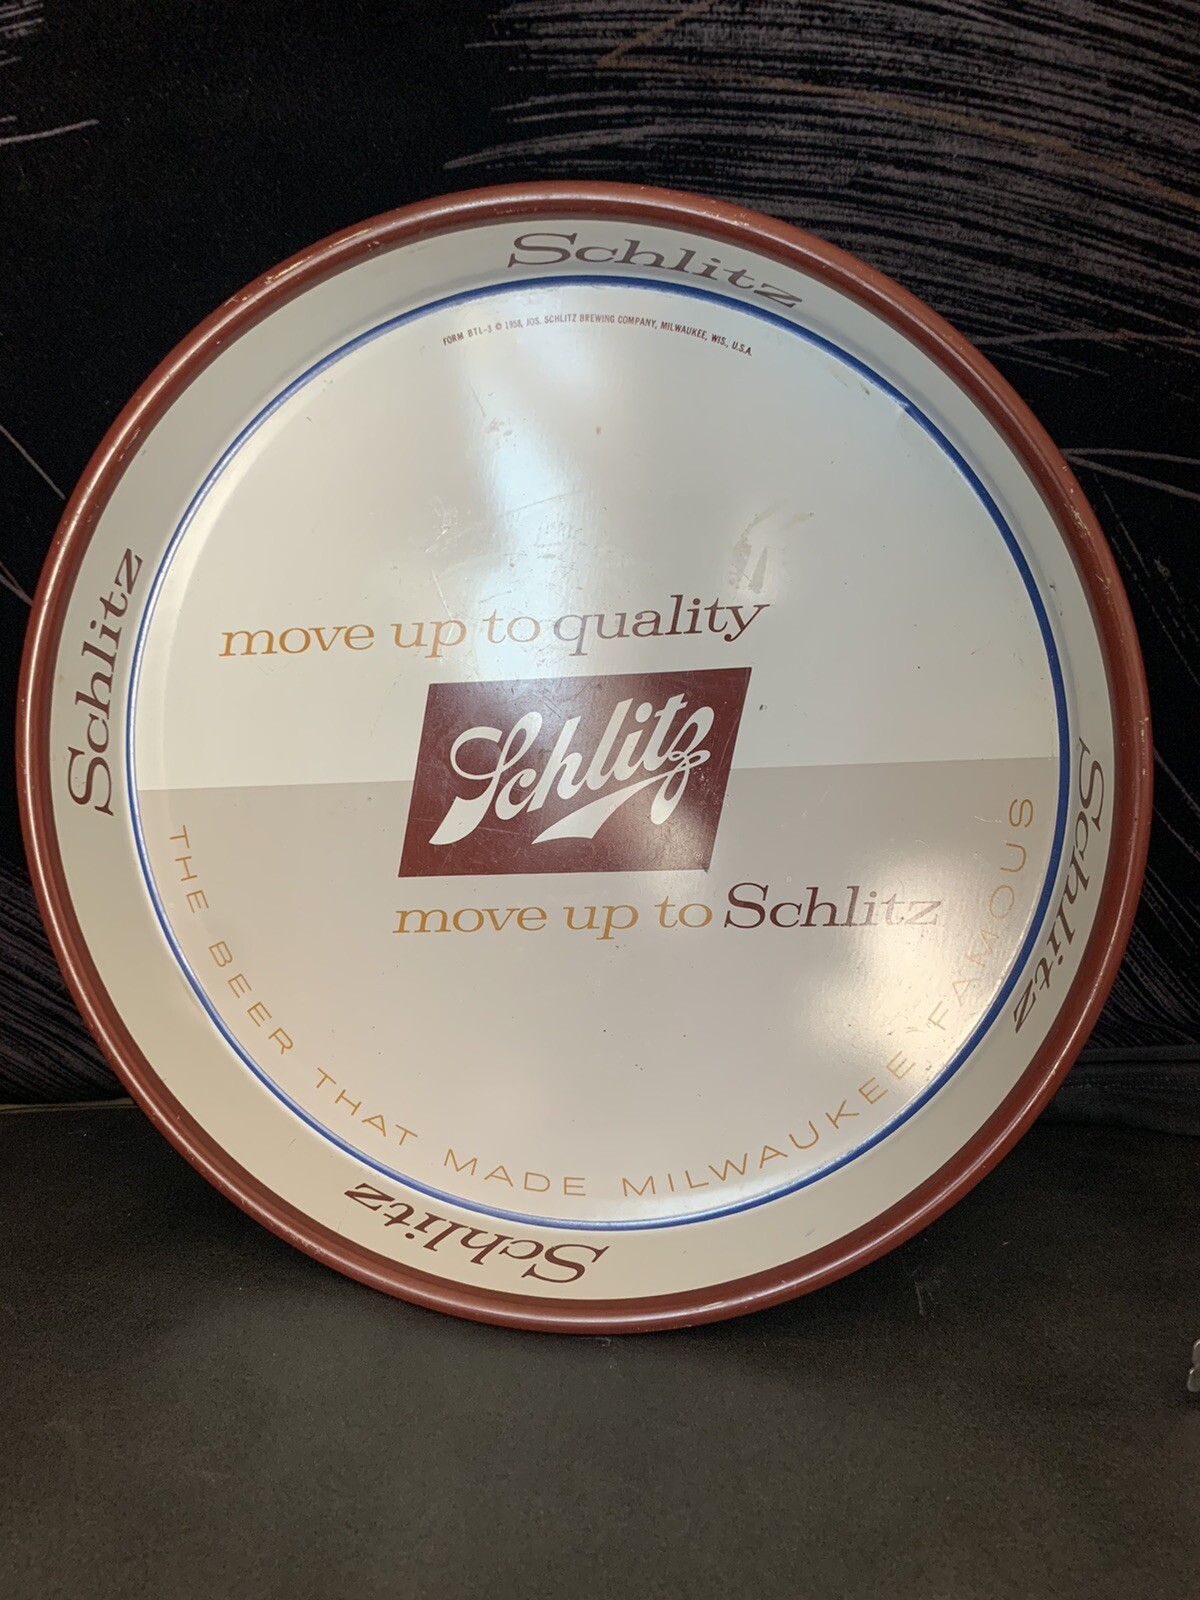 Schlitz
FORM BTL-3 © 1958, JOS. SCHLITZ BREWING COMPANY, MILWAUKEE, WIS., U.S.A.
Schlitz
move up to quality
Schlitz
move up to Schlitz
Schlitz
THE BEER THAT MADE MILWAUKEE FAMOUS
Schlitz